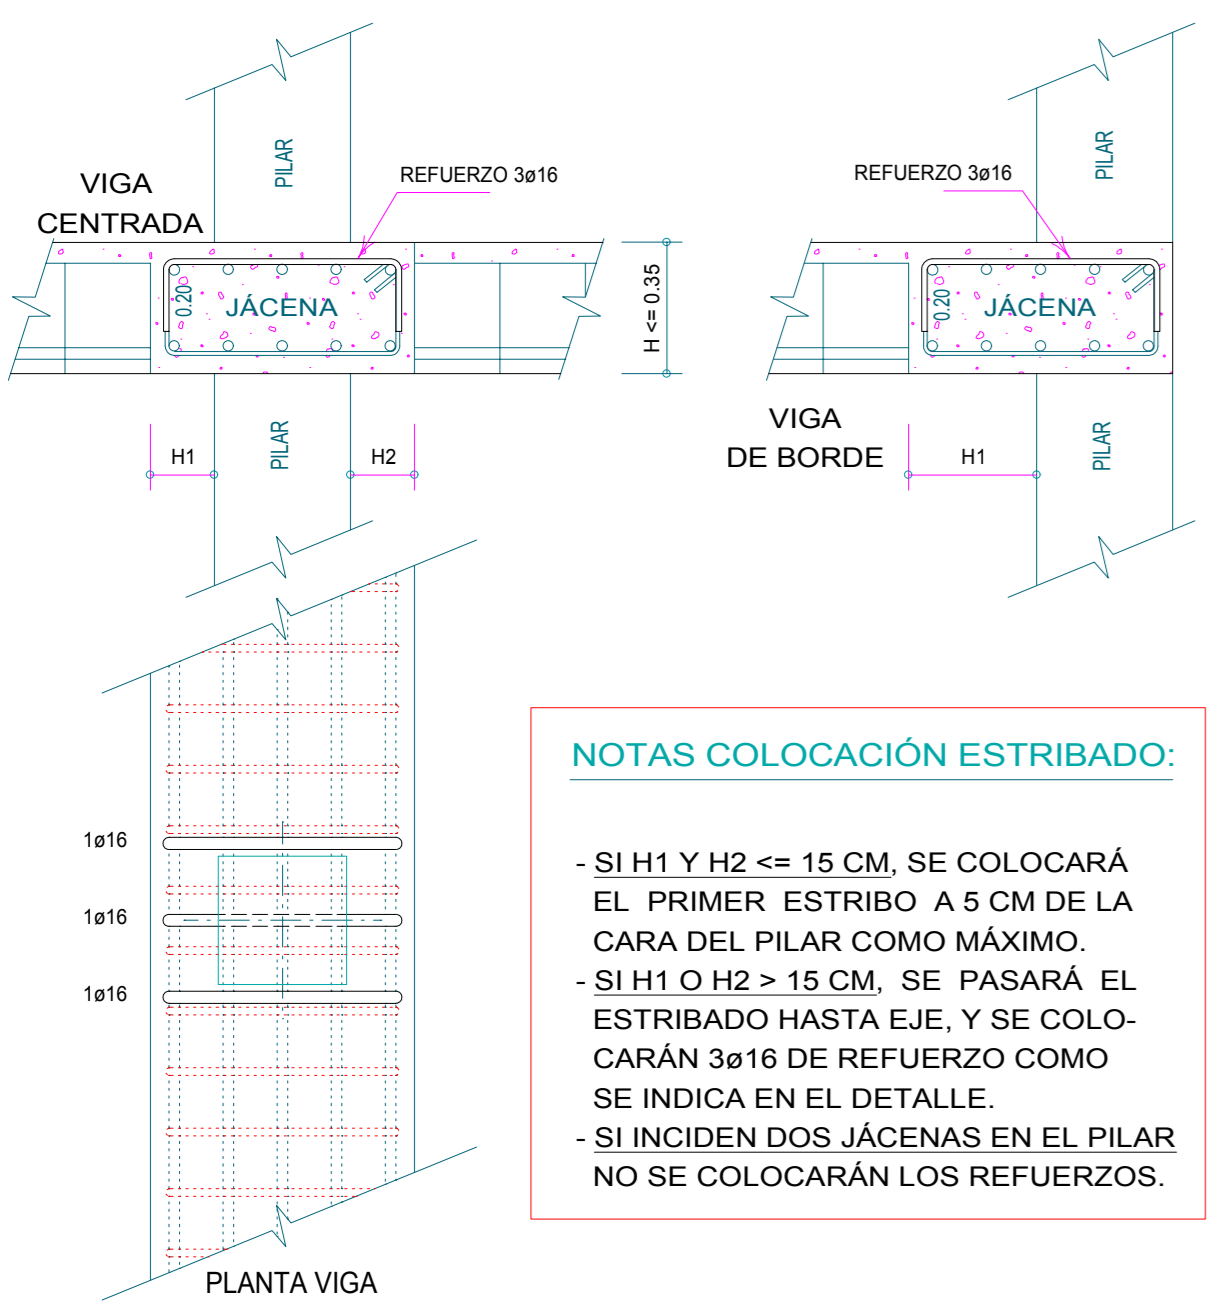 PILAR
VIGA
CENTRADA
REFUERZO 3ø16
0.20
JÁCENA
H1
H2
PILAR
H <= 0.35
PILAR
REFUERZO 3ø16
0.20
JÁCENA
VIGA
DE BORDE
H1
PILAR
1ø16
1ø16
1ø16
PLANTA VIGA
NOTAS COLOCACIÓN ESTRIBADO:
- SI H1 Y H2 <= 15 CM, SE COLOCARÁ
EL PRIMER ESTRIBO A 5 CM DE LA
CARA DEL PILAR COMO MÁXIMO.
- SI H1 O H2 > 15 CM, SE PASARÁ EL
ESTRIBADO HASTA EJE, Y SE COLO-
CARÁN 3ø16 DE REFUERZO COMO
SE INDICA EN EL DETALLE.
- SI INCIDEN DOS JÁCENAS EN EL PILAR
NO SE COLOCARÁN LOS REFUERZOS.